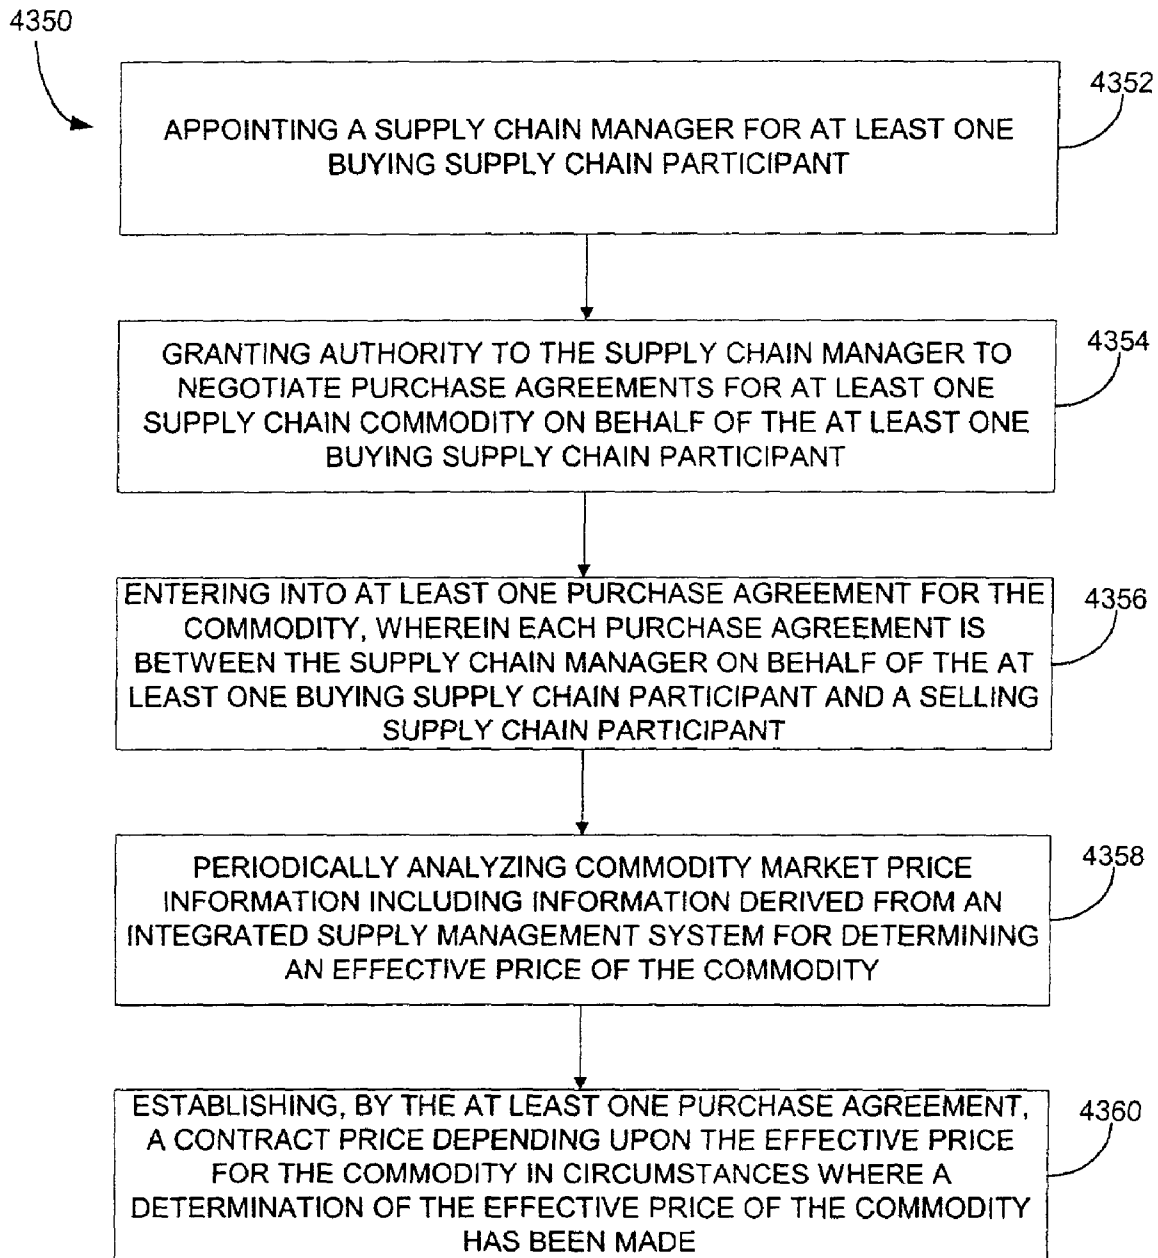 4350
4352
APPOINTING A SUPPLY CHAIN MANAGER FOR AT LEAST ONE
BUYING SUPPLY CHAIN PARTICIPANT
4354
GRANTING AUTHORITY TO THE SUPPLY CHAIN MANAGER TO
NEGOTIATE PURCHASE AGREEMENTS FOR AT LEAST ONE
SUPPLY CHAIN COMMODITY ON BEHALF OF THE AT LEAST ONE
BUYING SUPPLY CHAIN PARTICIPANT
4356
ENTERING INTO AT LEAST ONE PURCHASE AGREEMENT FOR THE
COMMODITY, WHEREIN EACH PURCHASE AGREEMENT IS
BETWEEN THE SUPPLY CHAIN MANAGER ON BEHALF OF THE AT
LEAST ONE BUYING SUPPLY CHAIN PARTICIPANT AND A SELLING
SUPPLY CHAIN PARTICIPANT
4358
PERIODICALLY ANALYZING COMMODITY MARKET PRICE
INFORMATION INCLUDING INFORMATION DERIVED FROM AN
INTEGRATED SUPPLY MANAGEMENT SYSTEM FOR DETERMINING
AN EFFECTIVE PRICE OF THE COMMODITY
4360
ESTABLISHING, BY THE AT LEAST ONE PURCHASE AGREEMENT,
A CONTRACT PRICE DEPENDING UPON THE EFFECTIVE PRICE
FOR THE COMMODITY IN CIRCUMSTANCES WHERE A
DETERMINATION OF THE EFFECTIVE PRICE OF THE COMMODITY
HAS BEEN MADE